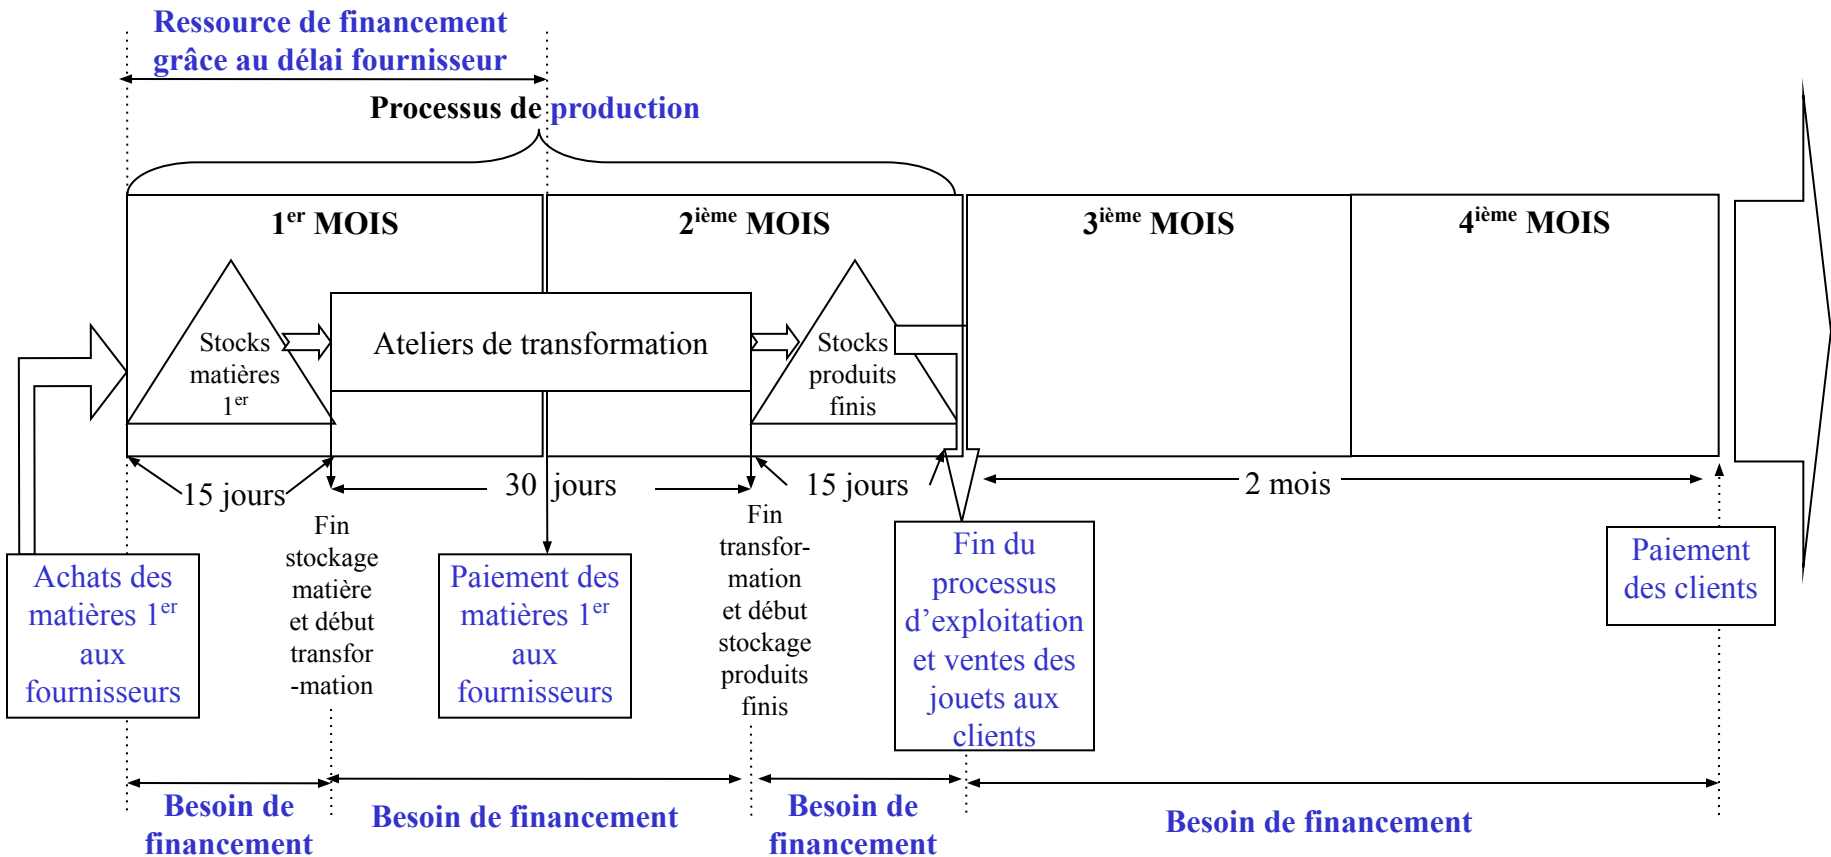 Ressource de financement
grâce au délai fournisseur
Processus de production
1er MOIS
2ième MOIS
3ième MOIS
4ième MOIS
Stocks
matières
1er
Ateliers de transformation
Stocks
produits
finis
15 jours
30 jours
15 jours
2 mois
Achats des
matières 1er
aux
fournisseurs
Fin
stockage
matière
et début
transfor
-mation
Paiement des
matières 1er
aux
fournisseurs
Fin
transfor-
mation
et début
stockage
produits
finis
Fin du
processus
d’exploitation
et ventes des
jouets aux
clients
Paiement
des clients
Besoin de
financement
Besoin de financement
Besoin de
financement
Besoin de financement